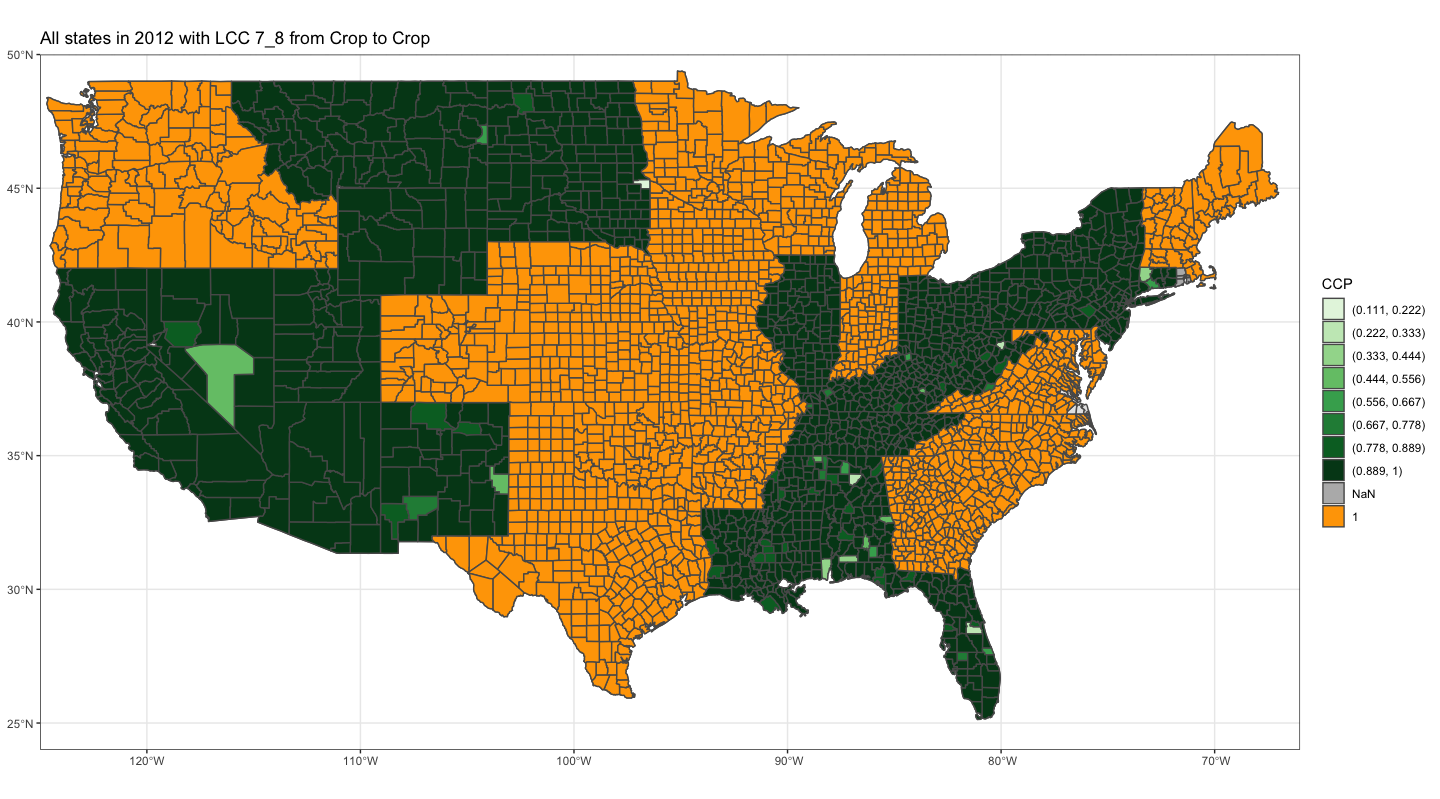 All states in 2012 with LCC 7_8 from Crop to Crop
50°N
45°N
40°N
35°N
30°N
25°N
120°W
110°W
100°W
90°W
80°W
70°W
CCP
(0.111, 0.222)
(0.222, 0.333)
(0.333, 0.444)
(0.444, 0.556)
(0.556, 0.667)
(0.667, 0.778)
(0.778, 0.889)
(0.889, 1)
NaN
1